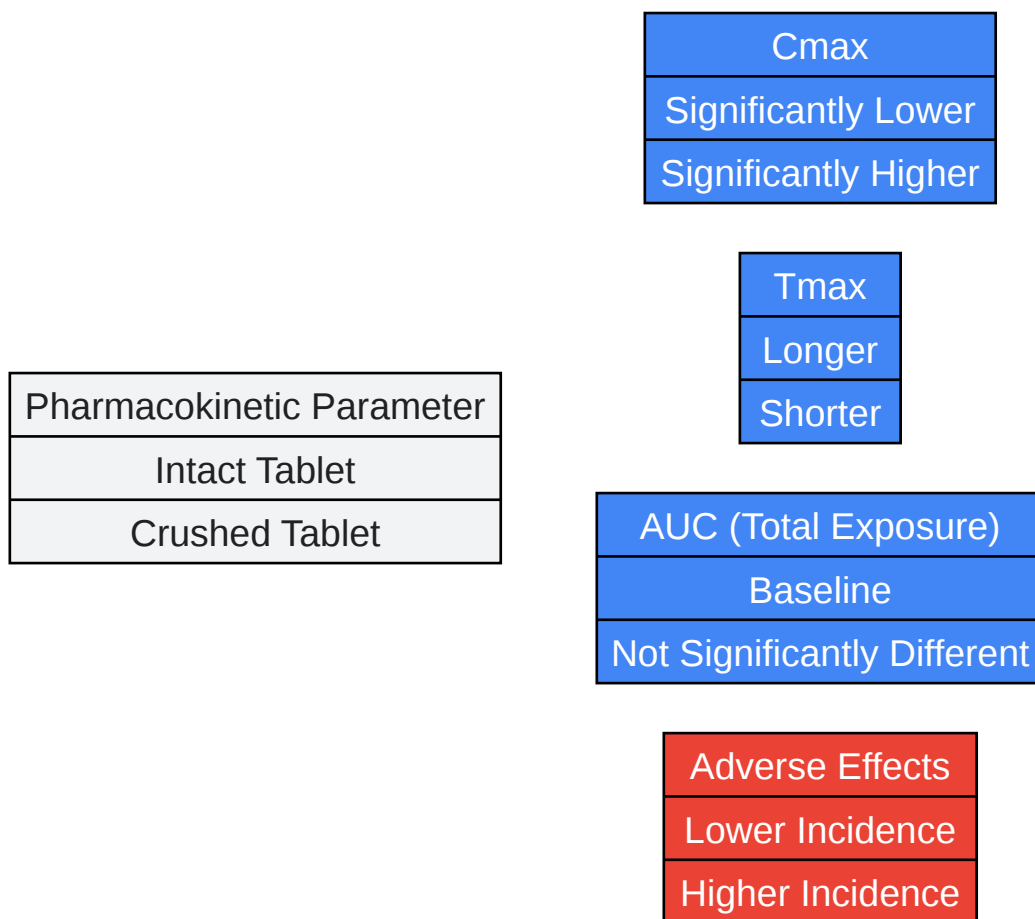 Cmax
Significantly Lower
Significantly Higher
Tmax
Longer
Shorter
Pharmacokinetic Parameter
Intact Tablet
Crushed Tablet
AUC (Total Exposure)
Baseline
Not Significantly Different
Adverse Effects
Lower Incidence
Higher Incidence